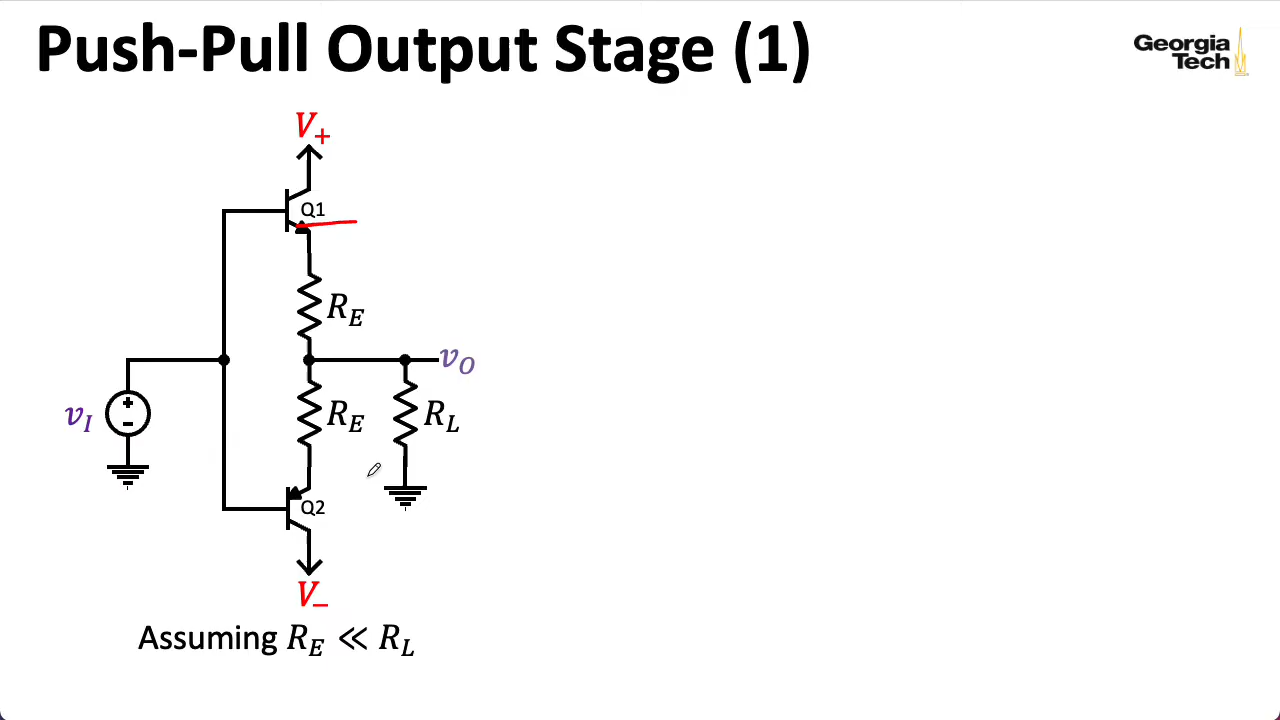 Push-Pull Output Stage (1)
Georgia
Tech
V₊
Q1
R_E
v_O
v_I
R_E
R_L
Q2
V₋
Assuming R_E ≪ R_L